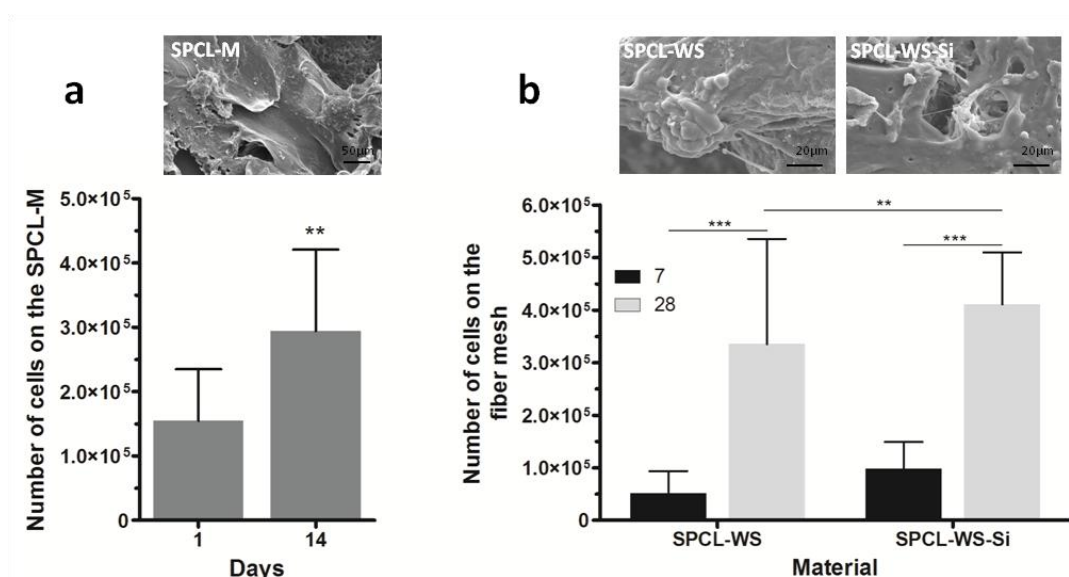 a
SPCL-M
50µm
Number of cells on the SPCL-M
5.0×10⁵
4.0×10⁵
3.0×10⁵
2.0×10⁵
1.0×10⁵
0
**
1
14
Days
b
SPCL-WS
20µm
SPCL-WS-Si
20µm
Number of cells on the
fiber mesh
6.0×10⁵
5.0×10⁵
4.0×10⁵
3.0×10⁵
2.0×10⁵
1.0×10⁵
0
7
28
***
**
***
SPCL-WS
SPCL-WS-Si
Material